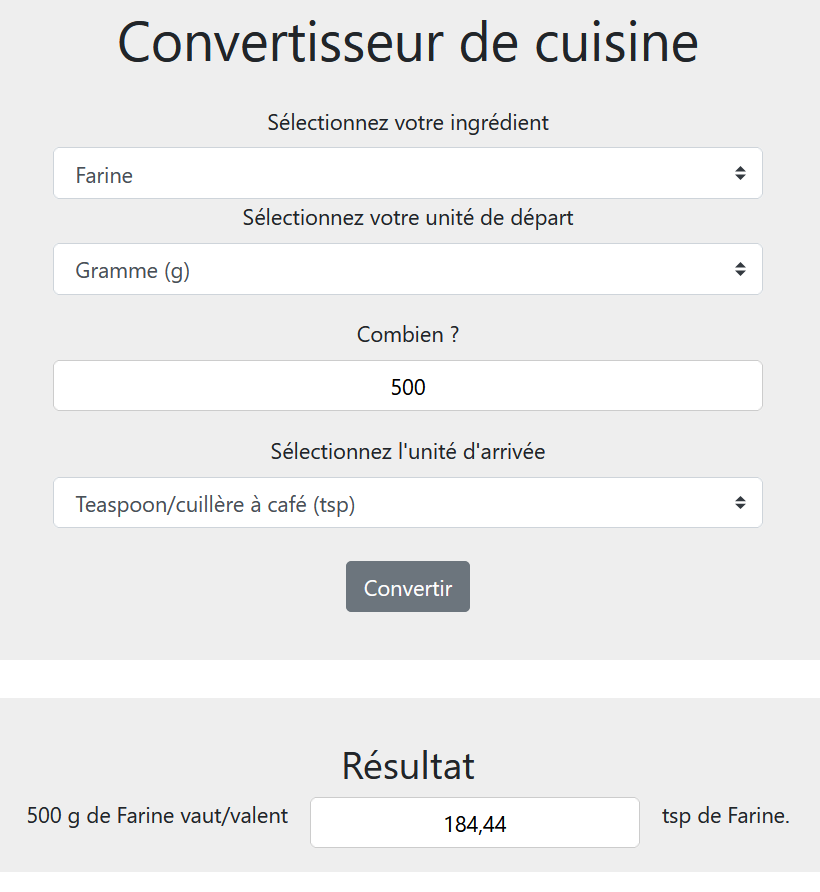 Convertisseur de cuisine
Sélectionnez votre ingrédient
Farine
Sélectionnez votre unité de départ
Gramme (g)
Combien ?
500
Sélectionnez l'unité d'arrivée
Teaspoon/cuillère à café (tsp)
Convertir
Résultat
500 g de Farine vaut/valent 184,44 tsp de Farine.